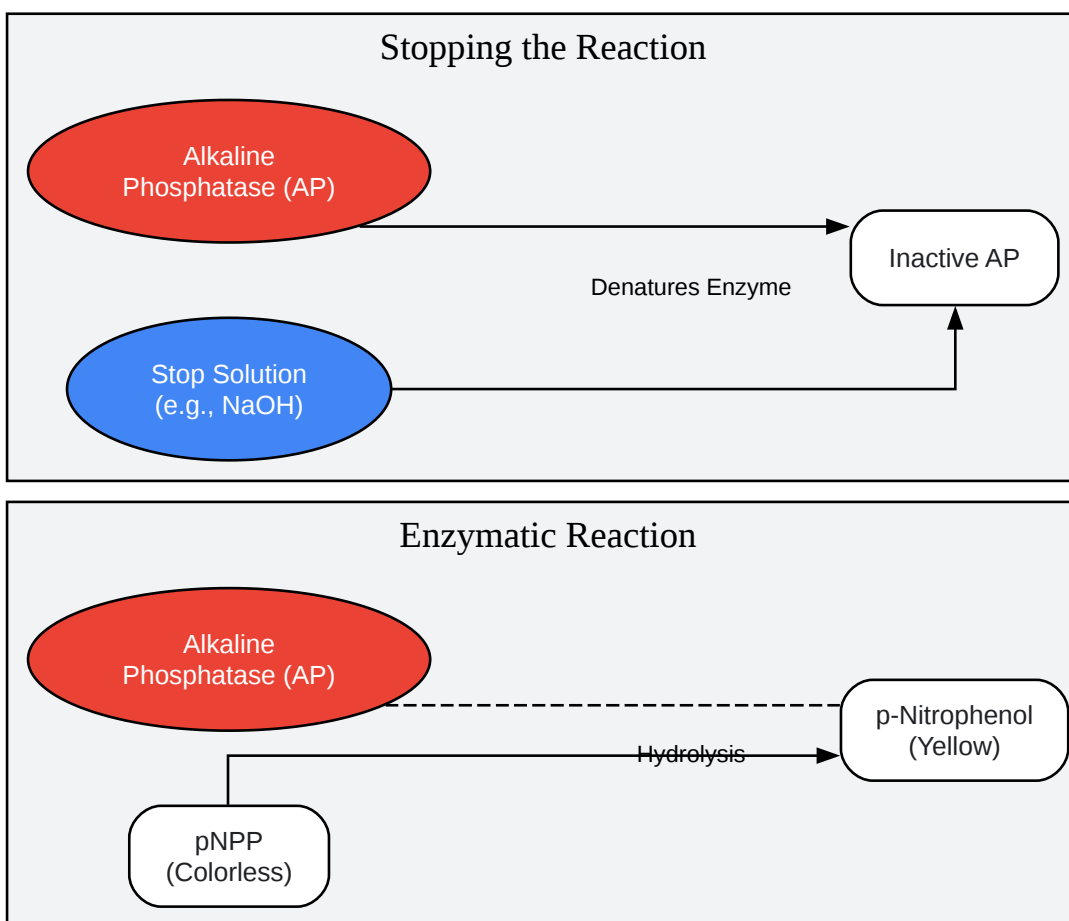 Stopping the Reaction
Alkaline
Phosphatase (AP)
Inactive AP
Denatures Enzyme
Stop Solution
(e.g., NaOH)
Enzymatic Reaction
Alkaline
Phosphatase (AP)
p-Nitrophenol
(Yellow)
Hydrolysis
pNPP
(Colorless)